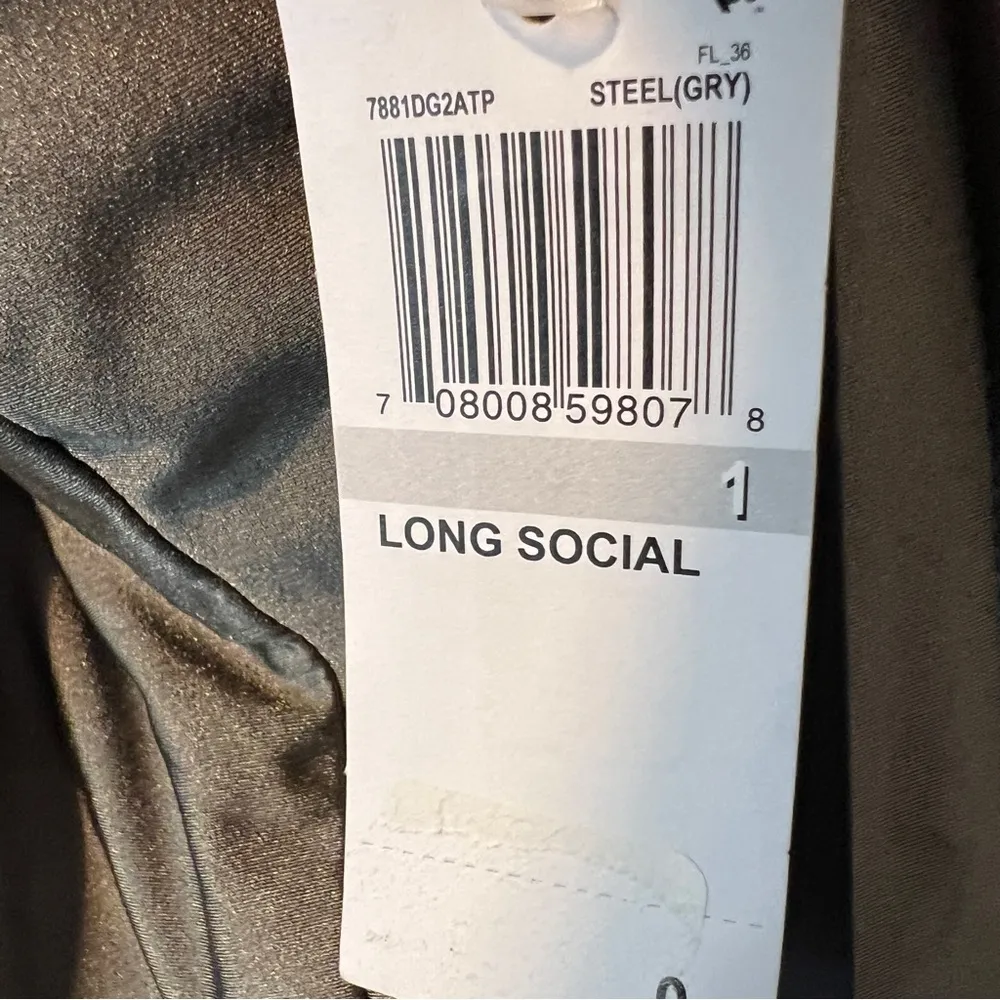 FL_36
7881DG2ATP STEEL(GRY)
7 08008 59807 8
1
LONG SOCIAL